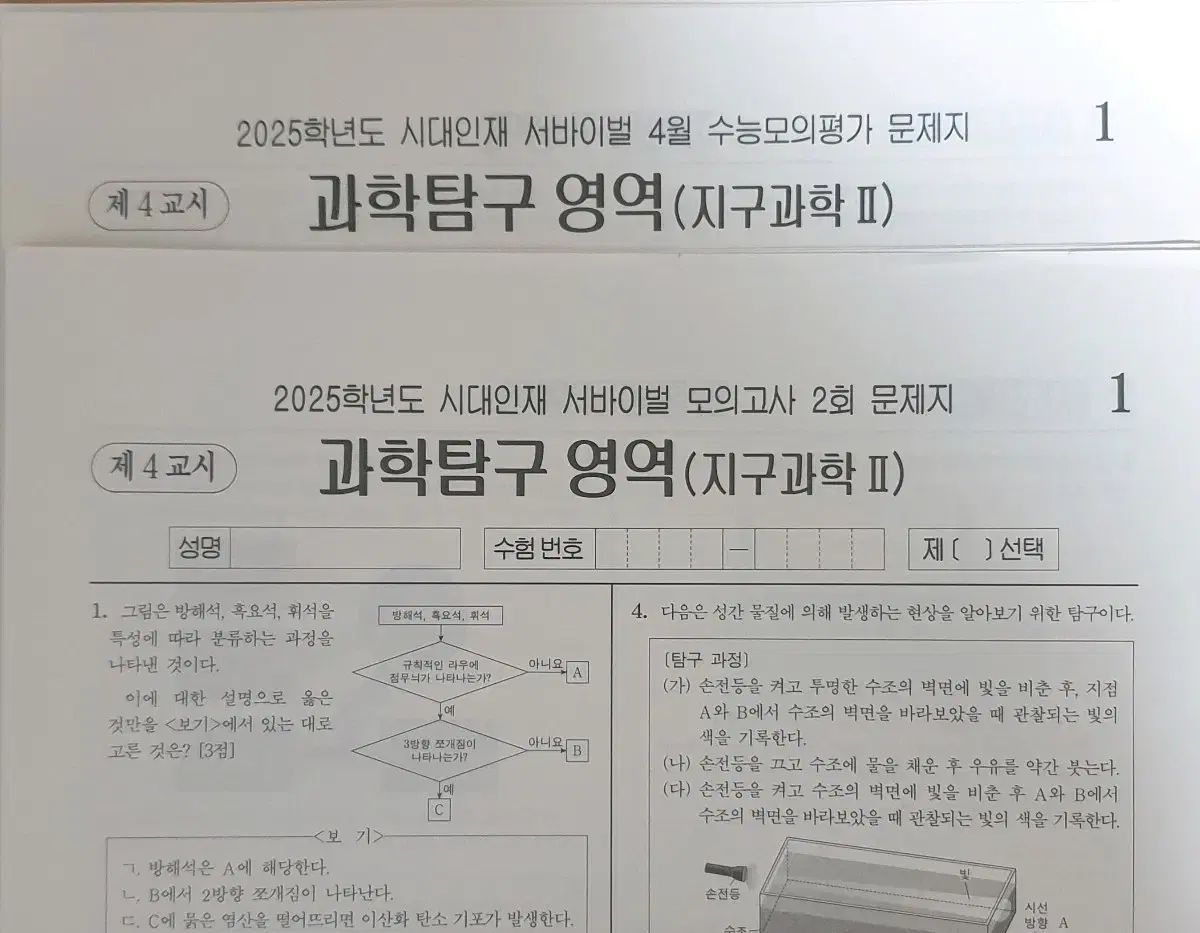 2025학년도 시대인재 서바이벌 4월 수능모의평가 문제지
1
제 4 교시
과학탐구 영역(지구과학Ⅱ)
2025학년도 시대인재 서바이벌 모의고사 2회 문제지
1
제 4 교시
과학탐구 영역(지구과학Ⅱ)
성명
수험 번호
—
제 [ ] 선택
1. 그림은 방해석, 흑요석, 휘석을
특성에 따라 분류하는 과정을
나타낸 것이다.
이에 대한 설명으로 옳은
것만을 <보기>에서 있는 대로
고른 것은? [3점]
방해석, 흑요석, 휘석
규칙적인 라우에
점무늬가 나타나는가?
아니요
A
예
3방향 쪼개짐이
나타나는가?
아니요
B
예
C
<보 기>
ㄱ. 방해석은 A에 해당한다.
ㄴ. B에서 2방향 쪼개짐이 나타난다.
ㄷ. C에 묽은 염산을 떨어뜨리면 이산화 탄소 기포가 발생한다.
4. 다음은 성간 물질에 의해 발생하는 현상을 알아보기 위한 탐구이다.
[탐구 과정]
(가) 손전등을 켜고 투명한 수조의 벽면에 빛을 비춘 후, 지점
A와 B에서 수조의 벽면을 바라보았을 때 관찰되는 빛의
색을 기록한다.
(나) 손전등을 끄고 수조에 물을 채운 후 우유를 약간 붓는다.
(다) 손전등을 켜고 수조의 벽면에 빛을 비춘 후 A와 B에서
수조의 벽면을 바라보았을 때 관찰되는 빛의 색을 기록한다.
빛
손전등
시선
방향 A
수조